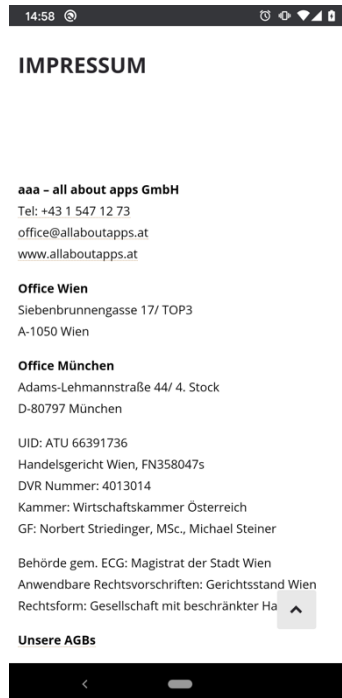 14:58
IMPRESSUM
aaa – all about apps GmbH
Tel: +43 1 547 12 73
office@allaboutapps.at
www.allaboutapps.at
Office Wien
Siebenbrunnengasse 17/ TOP3
A-1050 Wien
Office München
Adams-Lehmannstraße 44/ 4. Stock
D-80797 München
UID: ATU 66391736
Handelsgericht Wien, FN358047s
DVR Nummer: 4013014
Kammer: Wirtschaftskammer Österreich
GF: Norbert Striedinger, MSc., Michael Steiner
Behörde gem. ECG: Magistrat der Stadt Wien
Anwendbare Rechtsvorschriften: Gerichtsstand Wien
Rechtsform: Gesellschaft mit beschränkter Ha
Unsere AGBs